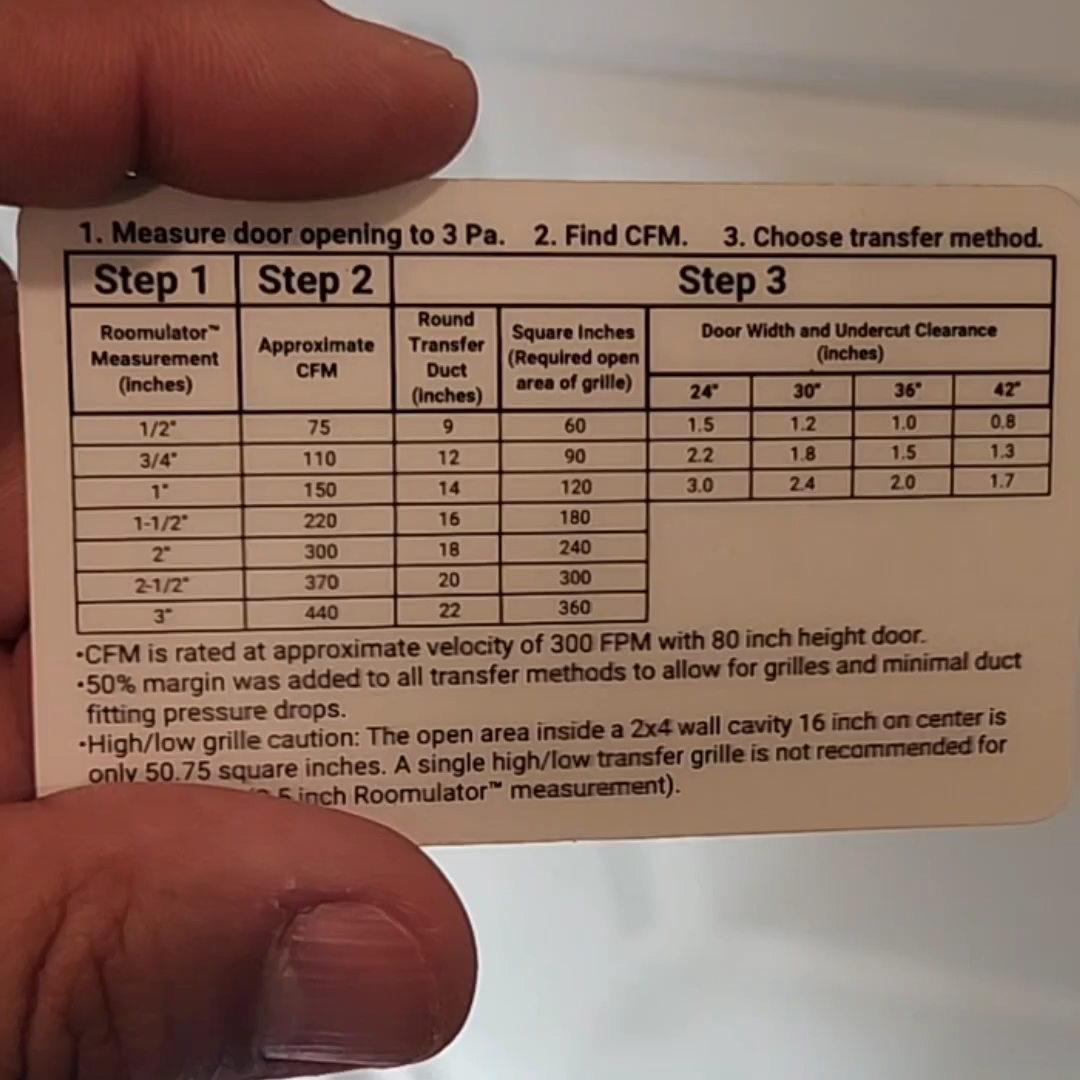 1. Measure door opening to 3 Pa. 2. Find CFM. 3. Choose transfer method.
Step 1 Step 2 Step 3
Roomulator™ Measurement (inches)
Approximate CFM
Round Transfer Duct (inches)
Square Inches (Required open area of grille)
Door Width and Undercut Clearance (inches)
24" 30" 36" 42"
1/2" 75 9 60 1.5 1.2 1.0 0.8
3/4" 110 12 90 2.2 1.8 1.5 1.3
1" 150 14 120 3.0 2.4 2.0 1.7
1-1/2" 220 16 180
2" 300 18 240
2-1/2" 370 20 300
3" 440 22 360
•CFM is rated at approximate velocity of 300 FPM with 80 inch height door.
•50% margin was added to all transfer methods to allow for grilles and minimal duct
fitting pressure drops.
•High/low grille caution: The open area inside a 2x4 wall cavity 16 inch on center is
only 50.75 square inches. A single high/low transfer grille is not recommended for
inch Roomulator™ measurement).